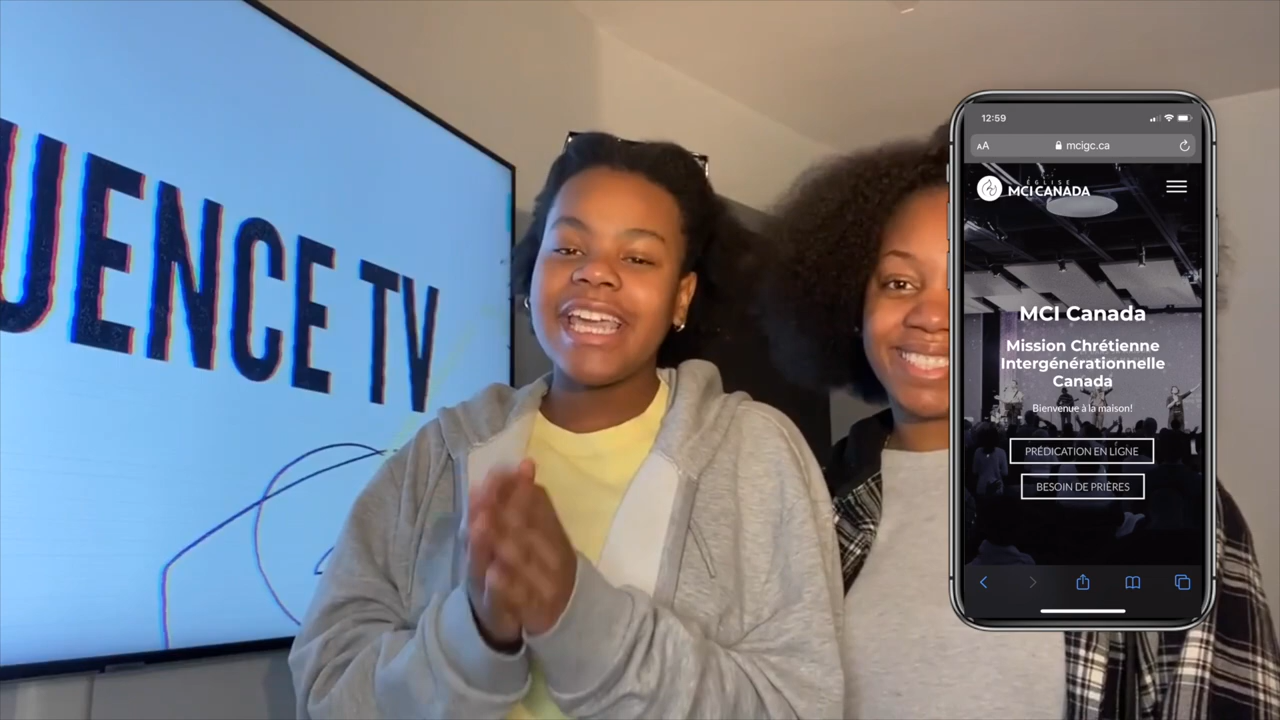 UENCE TV
12:59
AA
mcigc.ca
ÉGLISE
MCI CANADA
MCI Canada
Mission Chrétienne
Intergénérationnelle
Canada
Bienvenue à la maison!
PRÉDICATION EN LIGNE
BESOIN DE PRIÈRES